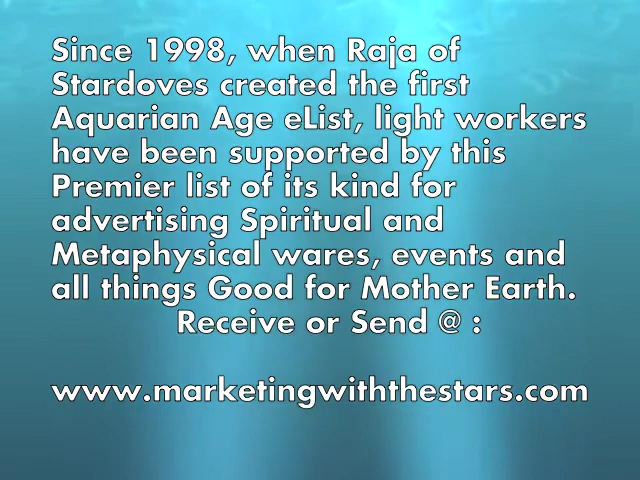 Since 1998, when Raja of
Stardoves created the first
Aquarian Age eList, light workers
have been supported by this
Premier list of its kind for
advertising Spiritual and
Metaphysical wares, events and
all things Good for Mother Earth.
Receive or Send @ :
www.marketingwiththestars.com